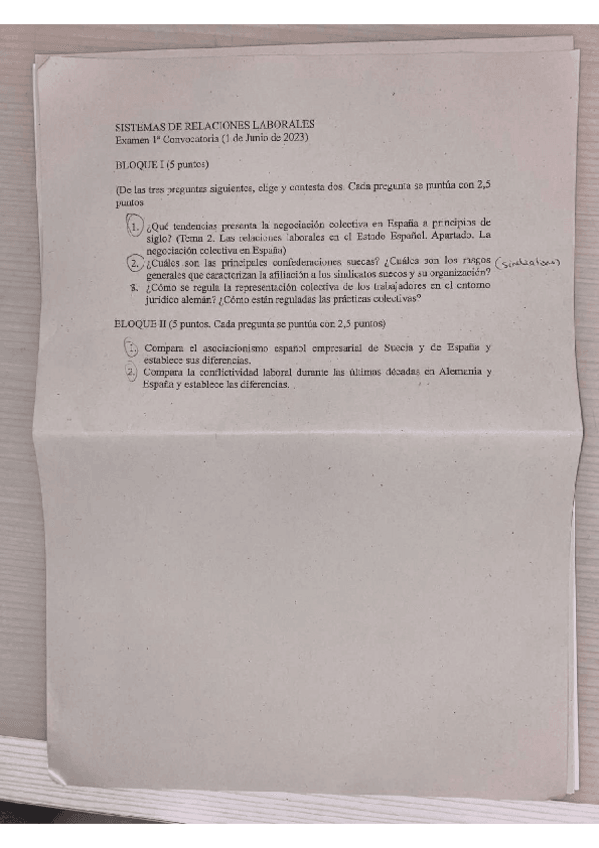 SISTEMAS DE RELACIONES LABORALES
Examen 1ª Convocatoria (1 de Junio de 2023)
BLOQUE I (5 puntos)
(De las tres preguntas siguientes, elige y contesta dos. Cada pregunta se puntúa con 2,5
puntos
1. ¿Qué tendencias presenta la negociación colectiva en España a principios de
siglo? (Tema 2. Las relaciones laborales en el Estado Español. Apartado. La
negociación colectiva en España)
2. ¿Cuáles son las principales confederaciones suecas? ¿Cuáles son los rasgos (sindicatos)
generales que caracterizan la afiliación a los sindicatos suecos y su organización?
3. ¿Cómo se regula la representación colectiva de los trabajadores en el entorno
jurídico alemán? ¿Cómo están reguladas las prácticas colectivas?
BLOQUE II (5 puntos. Cada pregunta se puntúa con 2,5 puntos)
1. Compara el asociacionismo español empresarial de Suecia y de España y
establece sus diferencias.
2. Compara la conflictividad laboral durante las últimas décadas en Alemania y
España y establece las diferencias.